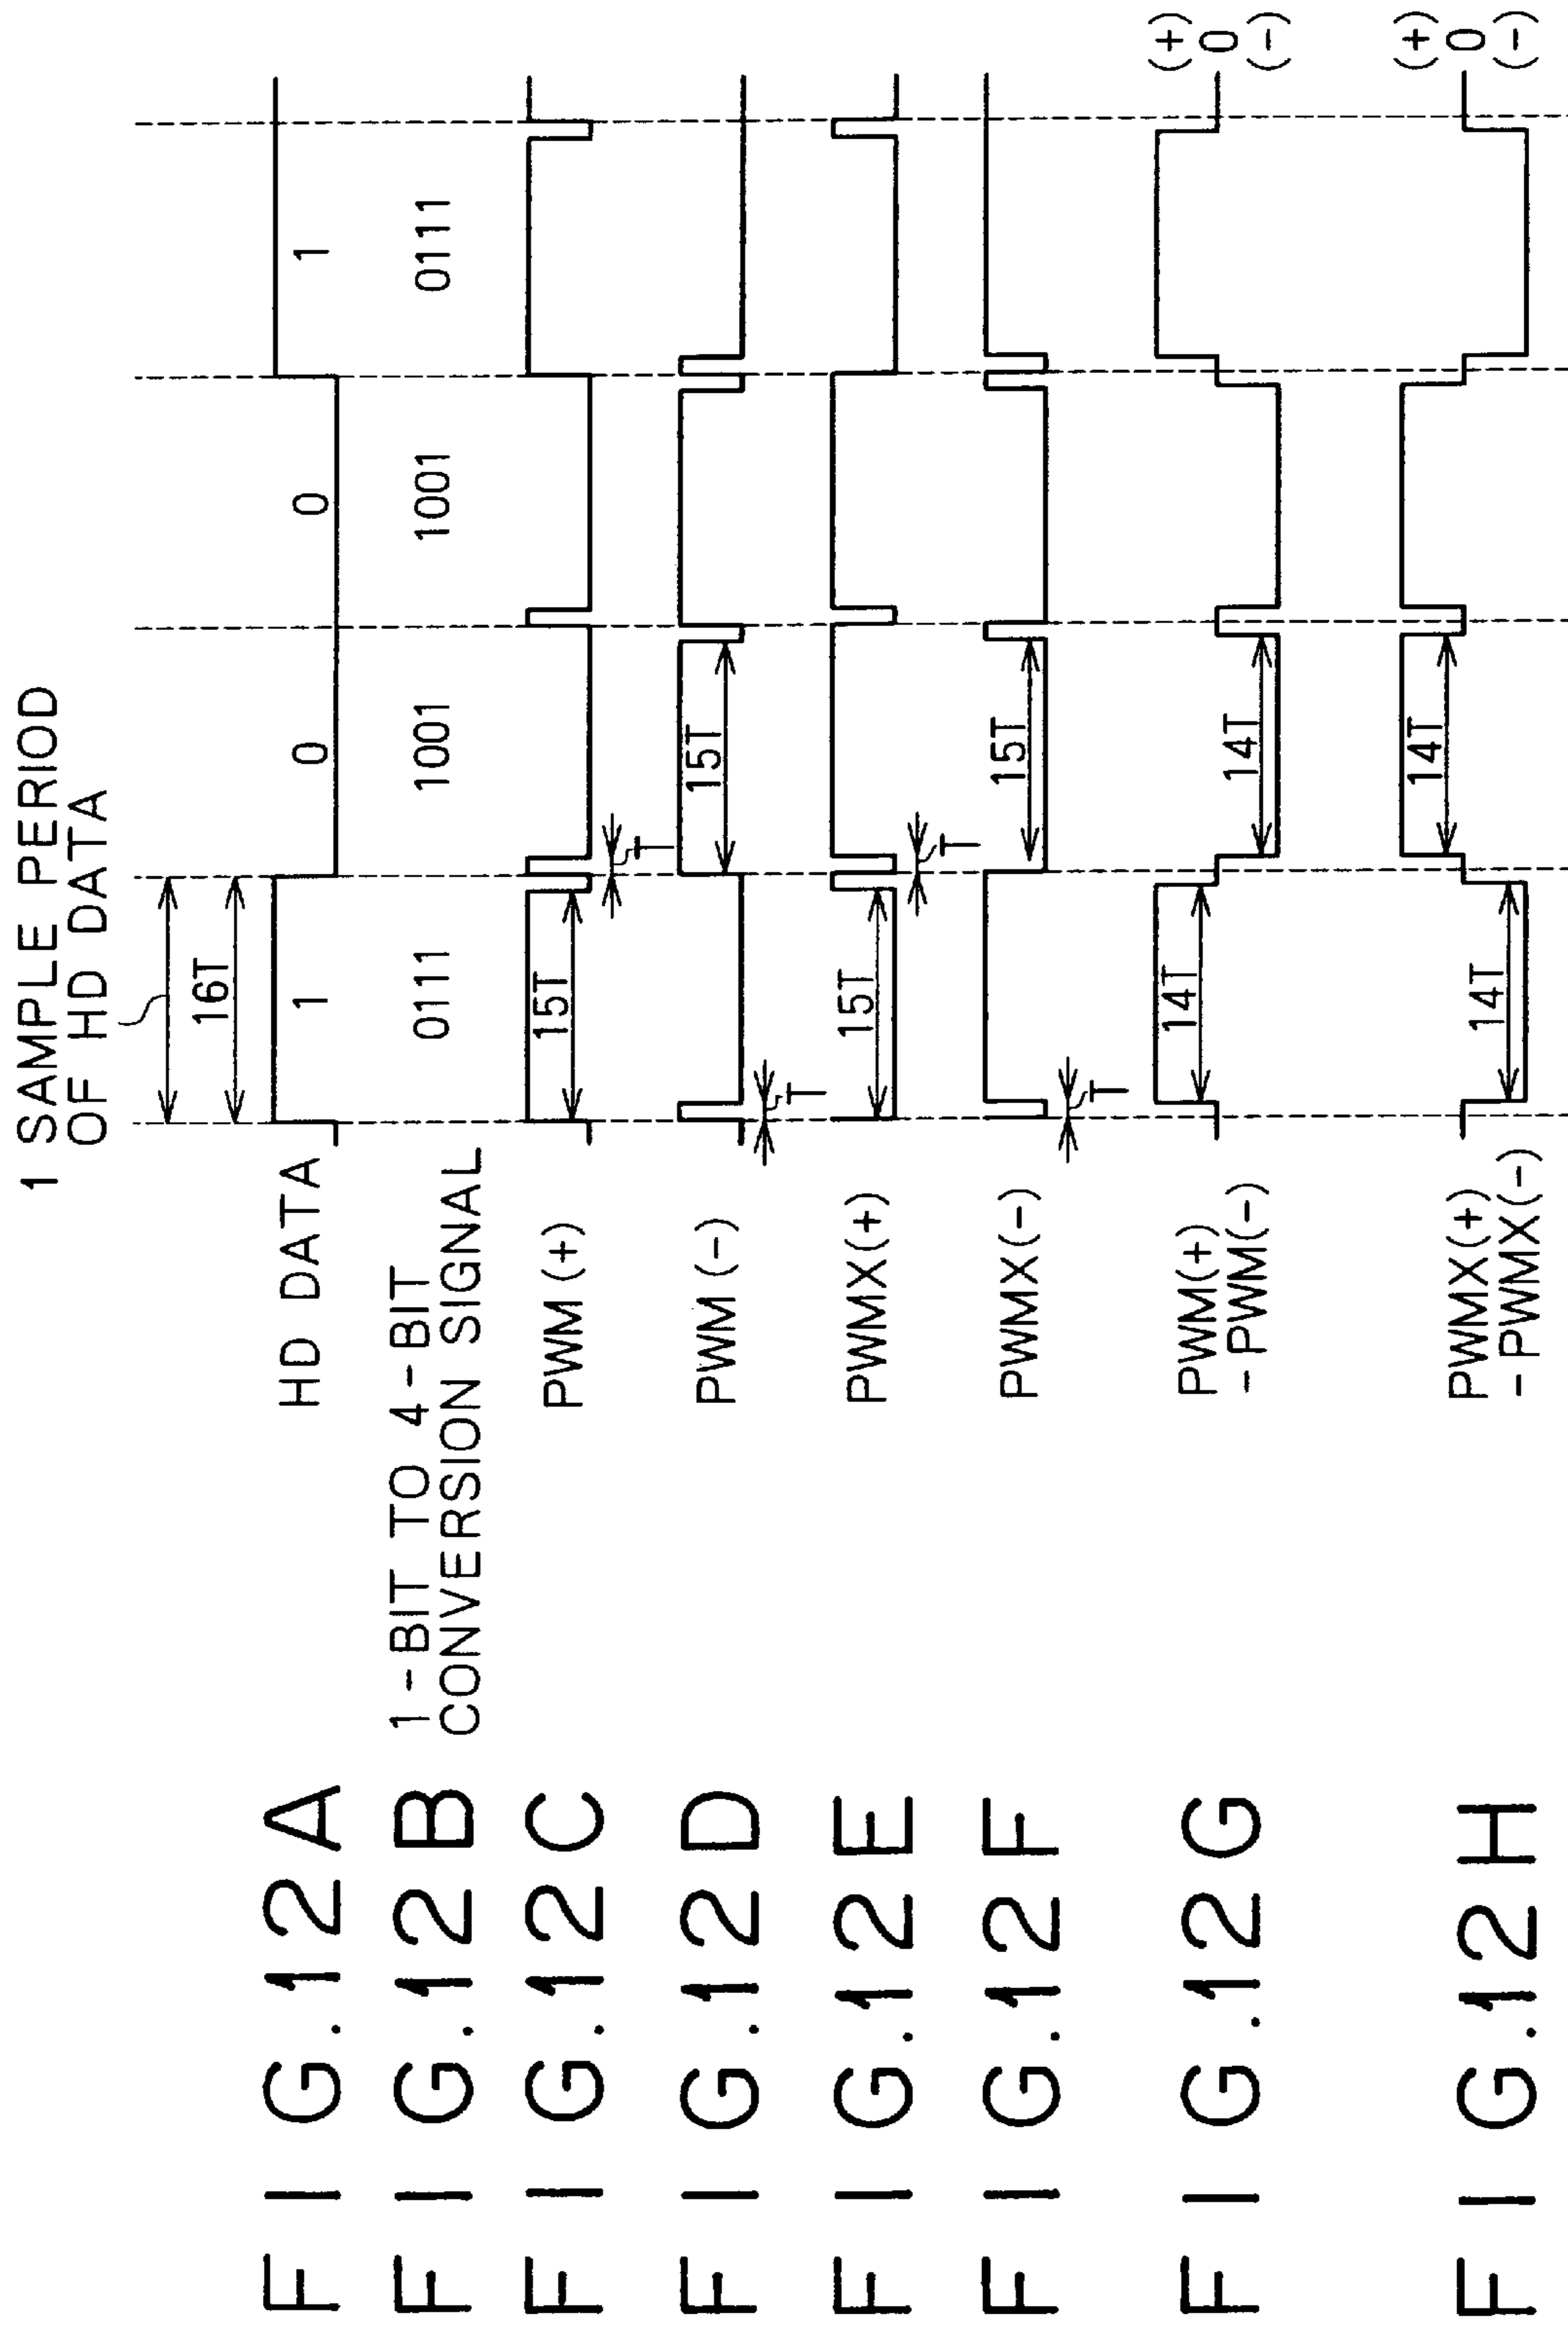 1 SAMPLE PERIOD
OF HD DATA
16T
FIG.12A
HD DATA
1 0 0 1
FIG.12B
1-BIT TO 4-BIT
CONVERSION SIGNAL
0111 1001 1001 0111
FIG.12C
PWM(+)
15T
T
FIG.12D
PWM(-)
15T
T
FIG.12E
PWMX(+)
15T
T
FIG.12F
PWMX(-)
15T
T
FIG.12G
PWM(+)
-PWM(-)
14T 14T
(+)
0
(-)
FIG.12H
PWMX(+)
-PWMX(-)
14T 14T
(+)
0
(-)